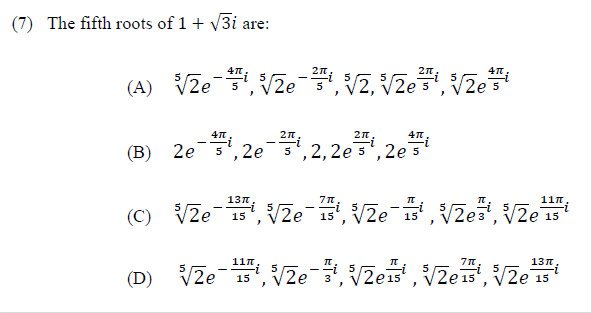 (7) The fifth roots of 1 + √3i are:
(A) ⁵√2e^(−4π/5 i), ⁵√2e^(−2π/5 i), ⁵√2, ⁵√2e^(2π/5 i), ⁵√2e^(4π/5 i)
(B) 2e^(−4π/5 i), 2e^(−2π/5 i), 2, 2e^(2π/5 i), 2e^(4π/5 i)
(C) ⁵√2e^(−13π/15 i), ⁵√2e^(−7π/15 i), ⁵√2e^(−π/15 i), ⁵√2e^(π/3 i), ⁵√2e^(11π/15 i)
(D) ⁵√2e^(−11π/15 i), ⁵√2e^(−π/3 i), ⁵√2e^(π/15 i), ⁵√2e^(7π/15 i), ⁵√2e^(13π/15 i)